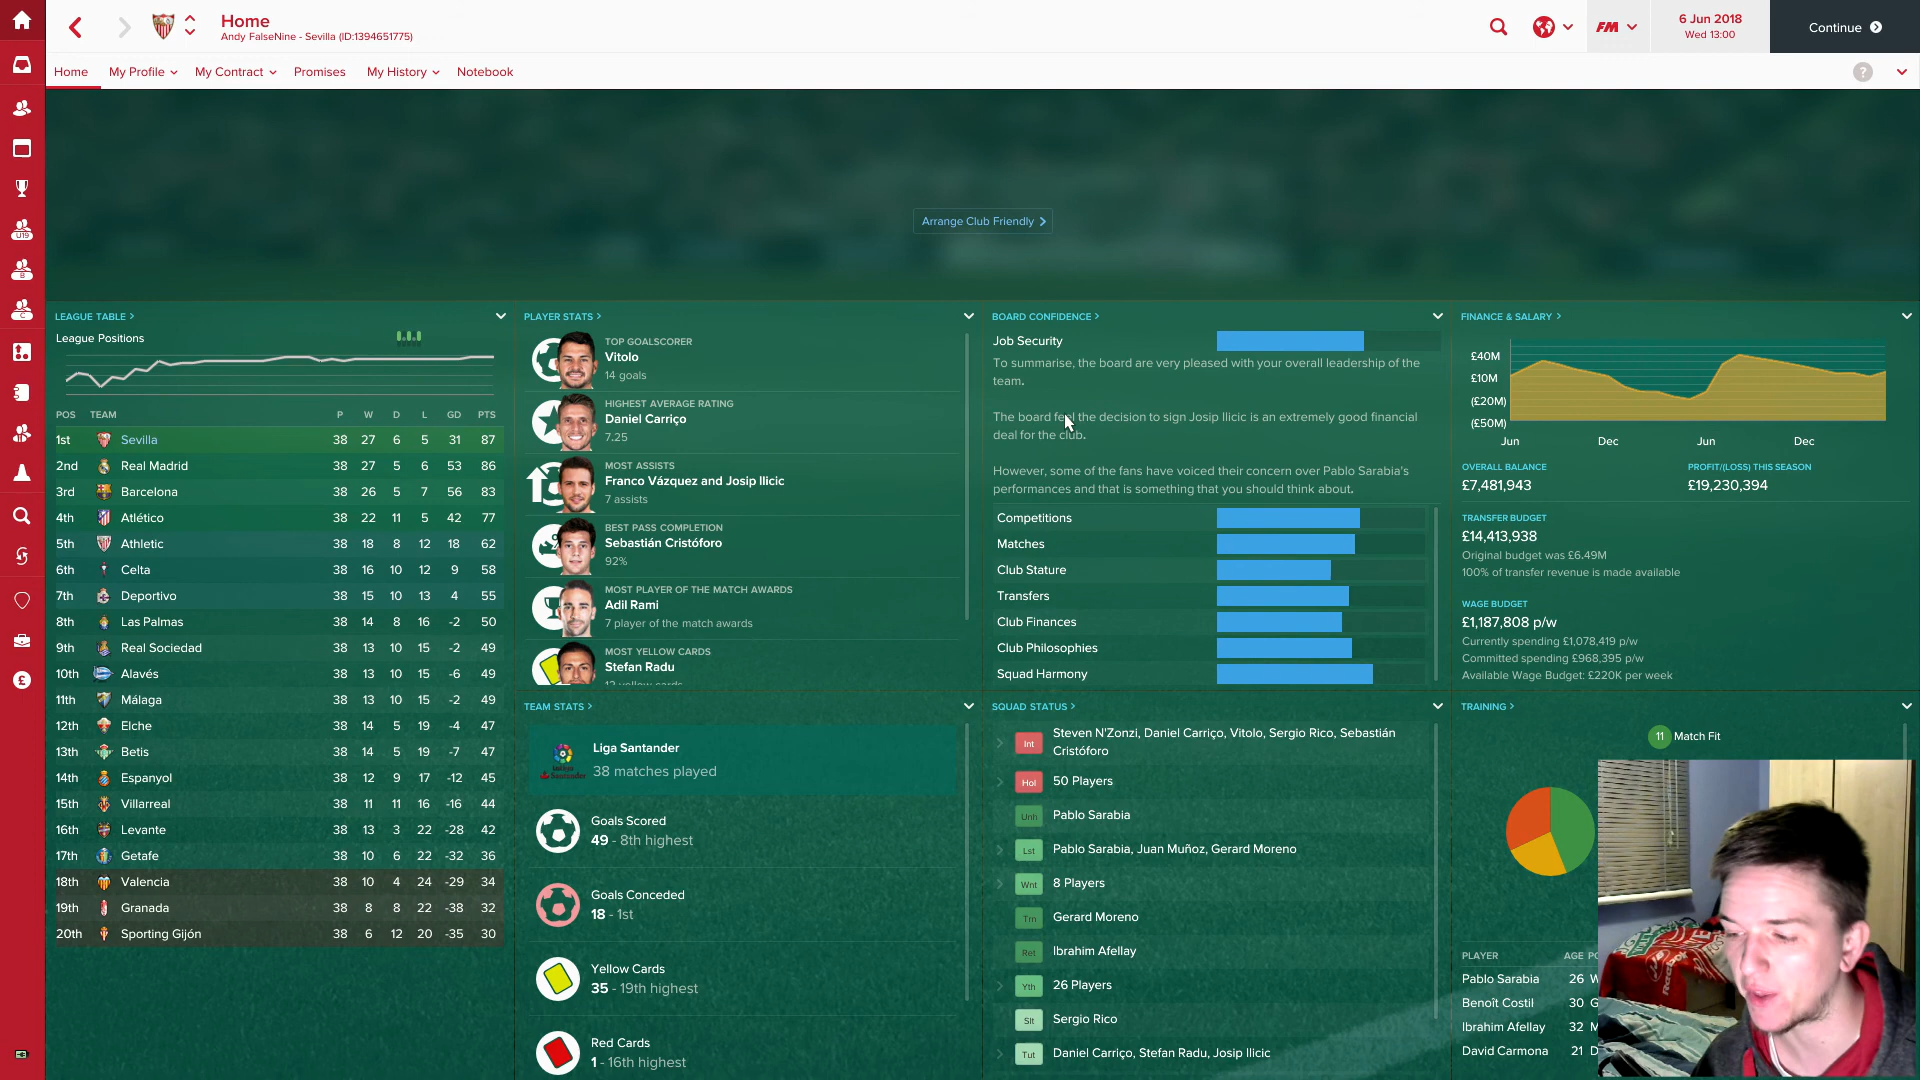 Home
Andy FalseNine - Sevilla (ID:1394651775)
FM
6 Jun 2018
Wed 13:00
Continue
Home
My Profile
My Contract
Promises
My History
Notebook
?
Arrange Club Friendly
LEAGUE TABLE
League Positions
POS TEAM P W D L GD PTS
1st Sevilla 38 27 6 5 31 87
2nd Real Madrid 38 27 5 6 53 86
3rd Barcelona 38 26 5 7 56 83
4th Atlético 38 22 11 5 42 77
5th Athletic 38 18 8 12 18 62
6th Celta 38 16 10 12 9 58
7th Deportivo 38 15 10 13 4 55
8th Las Palmas 38 14 8 16 -2 50
9th Real Sociedad 38 13 10 15 -2 49
10th Alavés 38 13 10 15 -6 49
11th Málaga 38 13 10 15 -2 49
12th Elche 38 14 5 19 -4 47
13th Betis 38 14 5 19 -7 47
14th Espanyol 38 12 9 17 -12 45
15th Villarreal 38 11 11 16 -16 44
16th Levante 38 13 3 22 -28 42
17th Getafe 38 10 6 22 -32 36
18th Valencia 38 10 4 24 -29 34
19th Granada 38 8 8 22 -38 32
20th Sporting Gijón 38 6 12 20 -35 30
PLAYER STATS
TOP GOALSCORER
Vitolo
14 goals
HIGHEST AVERAGE RATING
Daniel Carriço
7.25
MOST ASSISTS
Franco Vázquez and Josip Ilicic
7 assists
BEST PASS COMPLETION
Sebastián Cristóforo
92%
MOST PLAYER OF THE MATCH AWARDS
Adil Rami
7 player of the match awards
MOST YELLOW CARDS
Stefan Radu
12 yellow cards
TEAM STATS
Liga Santander
38 matches played
Goals Scored
49 - 8th highest
Goals Conceded
18 - 1st
Yellow Cards
35 - 19th highest
Red Cards
1 - 16th highest
BOARD CONFIDENCE
Job Security
To summarise, the board are very pleased with your overall leadership of the
team.
The board feel the decision to sign Josip Ilicic is an extremely good financial
deal for the club.
However, some of the fans have voiced their concern over Pablo Sarabia's
performances and that is something that you should think about.
Competitions
Matches
Club Stature
Transfers
Club Finances
Club Philosophies
Squad Harmony
SQUAD STATUS
Int Steven N'Zonzi, Daniel Carriço, Vitolo, Sergio Rico, Sebastián
Cristóforo
Hol 50 Players
Unh Pablo Sarabia
Lst Pablo Sarabia, Juan Muñoz, Gerard Moreno
Wnt 8 Players
Trn Gerard Moreno
Ret Ibrahim Afellay
Yth 26 Players
Slt Sergio Rico
Tut Daniel Carriço, Stefan Radu, Josip Ilicic
FINANCE & SALARY
£40M
£10M
(£20M)
(£50M)
Jun Dec Jun Dec
OVERALL BALANCE PROFIT/(LOSS) THIS SEASON
£7,481,943 £19,230,394
TRANSFER BUDGET
£14,413,938
Original budget was £6.49M
100% of transfer revenue is made available
WAGE BUDGET
£1,187,808 p/w
Currently spending £1,078,419 p/w
Committed spending £968,395 p/w
Available Wage Budget: £220K per week
TRAINING
11 Match Fit
PLAYER AGE
Pablo Sarabia 26
Benoît Costil 30
Ibrahim Afellay 32
David Carmona 21